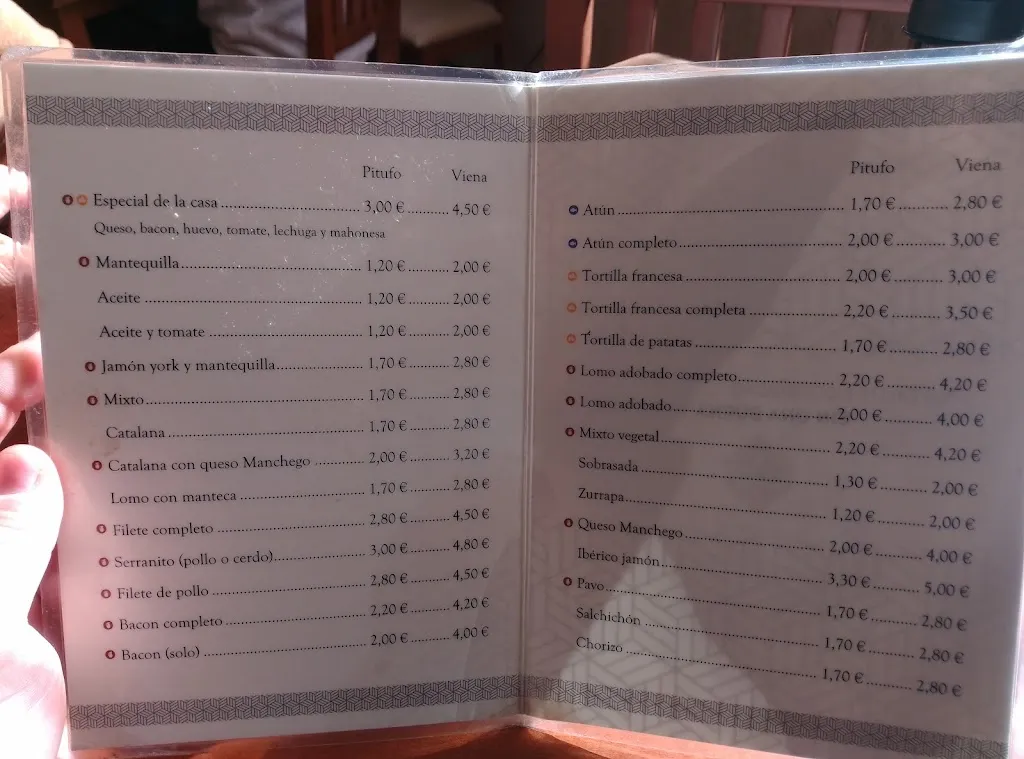 Pitufo Viena
Especial de la casa 3,00 € 4,50 €
Queso, bacon, huevo, tomate, lechuga y mahonesa
Mantequilla 1,20 € 2,00 €
Aceite 1,20 € 2,00 €
Aceite y tomate 1,20 € 2,00 €
Jamón york y mantequilla 1,70 € 2,80 €
Mixto 1,70 € 2,80 €
Catalana 1,70 € 2,80 €
Catalana con queso Manchego 2,00 € 3,20 €
Lomo con manteca 1,70 € 2,80 €
Filete completo 2,80 € 4,50 €
Serranito (pollo o cerdo) 3,00 € 4,80 €
Filete de pollo 2,80 € 4,50 €
Bacon completo 2,20 € 4,20 €
Bacon (solo) 2,00 € 4,00 €
Pitufo Viena
Atún 1,70 € 2,80 €
Atún completo 2,00 € 3,00 €
Tortilla francesa 2,00 € 3,00 €
Tortilla francesa completa 2,20 € 3,50 €
Tortilla de patatas 1,70 € 2,80 €
Lomo adobado completo 2,20 € 4,20 €
Lomo adobado 2,00 € 4,00 €
Mixto vegetal 2,20 € 4,20 €
Sobrasada 1,30 € 2,00 €
Zurrapa 1,20 € 2,00 €
Queso Manchego 2,00 € 4,00 €
Ibérico jamón 3,30 € 5,00 €
Pavo 1,70 € 2,80 €
Salchichón 1,70 € 2,80 €
Chorizo 1,70 € 2,80 €